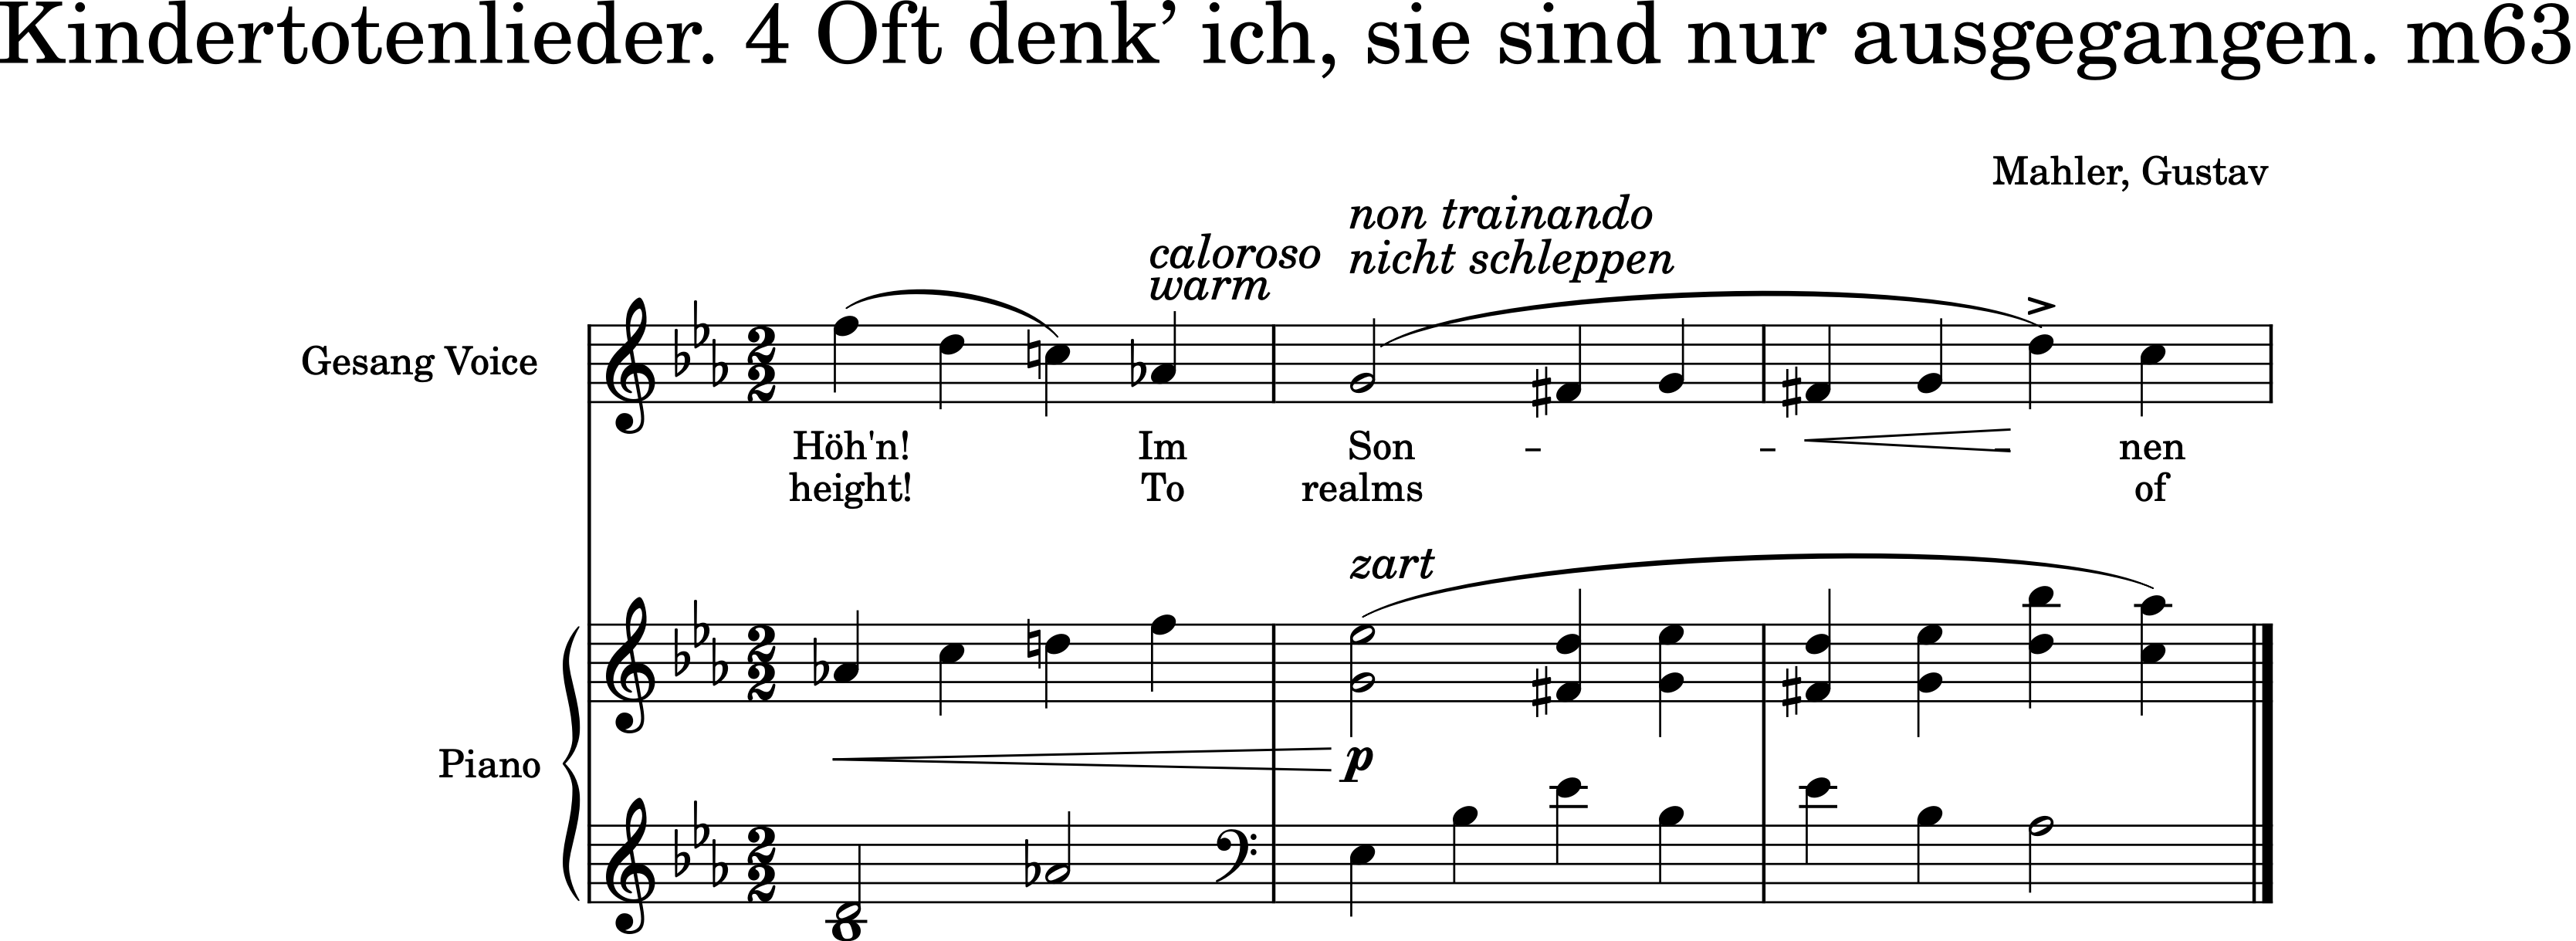 Kindertotenlieder. 4 Oft denk’ ich, sie sind nur ausgegangen. m63
Mahler, Gustav
non trainando
nicht schleppen
caloroso
warm
Gesang Voice
Höh'n! Im Son – – – nen
height! To realms of
zart
Piano
p